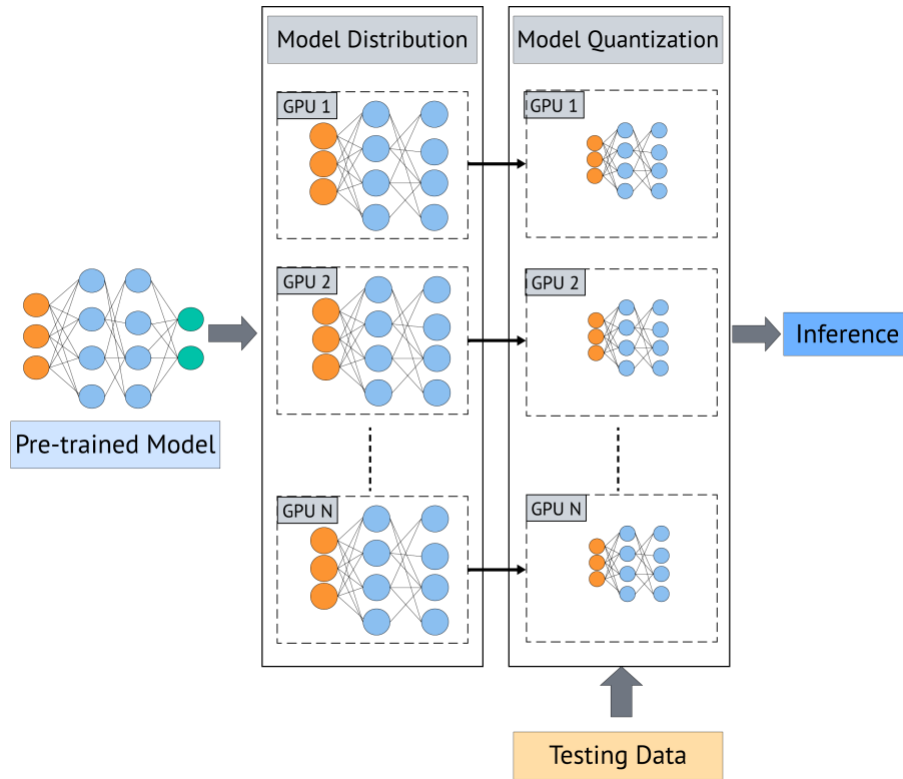 Model Distribution
Model Quantization
GPU 1
GPU 1
GPU 2
GPU 2
Pre-trained Model
Inference
GPU N
GPU N
Testing Data